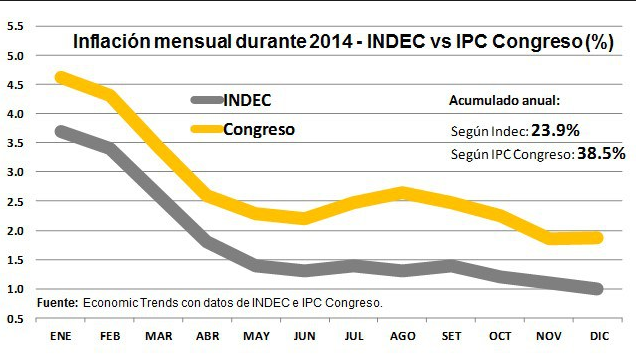 Inflación mensual durante 2014 - INDEC vs IPC Congreso (%)
5.5
5.0
4.5
4.0
3.5
3.0
2.5
2.0
1.5
1.0
0.5
INDEC
Congreso
Acumulado anual:
Según Indec: 23.9%
Según IPC Congreso: 38.5%
Fuente: Economic Trends con datos de INDEC e IPC Congreso.
ENE FEB MAR ABR MAY JUN JUL AGO SET OCT NOV DIC